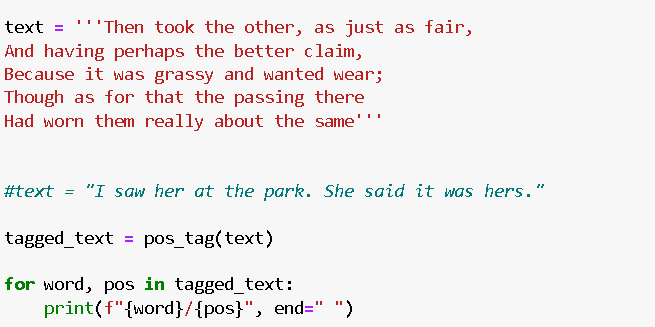 text = '''Then took the other, as just as fair,
And having perhaps the better claim,
Because it was grassy and wanted wear;
Though as for that the passing there
Had worn them really about the same'''
#text = "I saw her at the park. She said it was hers."
tagged_text = pos_tag(text)
for word, pos in tagged_text:
    print(f"{word}/{pos}", end=" ")